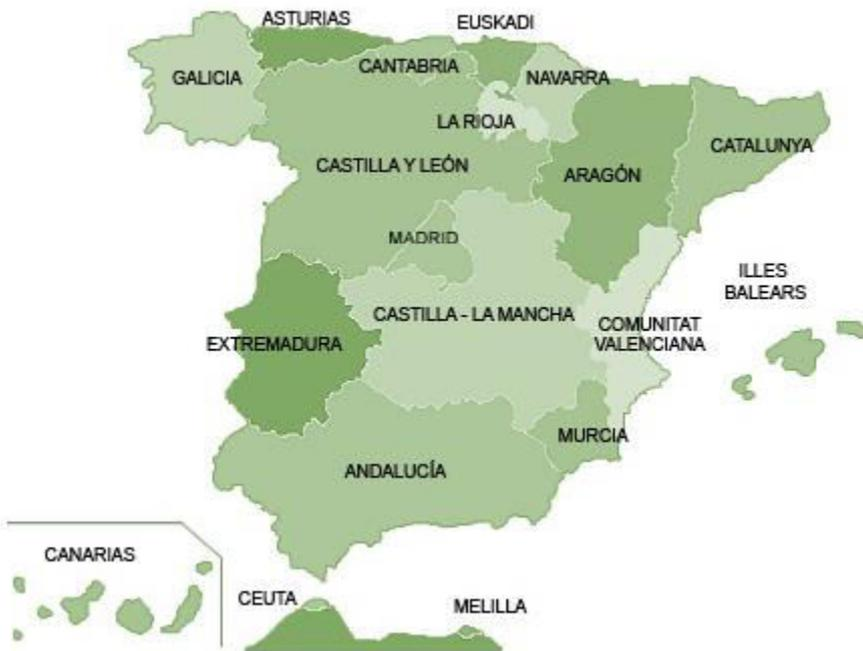 ASTURIAS
EUSKADI
GALICIA
CANTABRIA
NAVARRA
LA RIOJA
CATALUNYA
CASTILLA Y LEÓN
ARAGÓN
MADRID
ILLES
BALEARS
CASTILLA - LA MANCHA
COMUNITAT
VALENCIANA
EXTREMADURA
MURCIA
ANDALUCÍA
CANARIAS
CEUTA
MELILLA